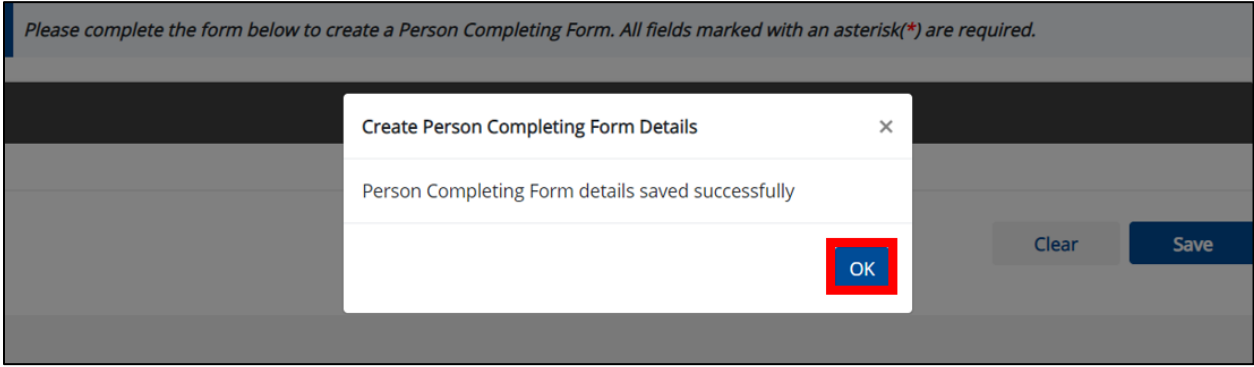 Please complete the form below to create a Person Completing Form. All fields marked with an asterisk(*) are required.
Create Person Completing Form Details ×
Person Completing Form details saved successfully
Clear Save
OK